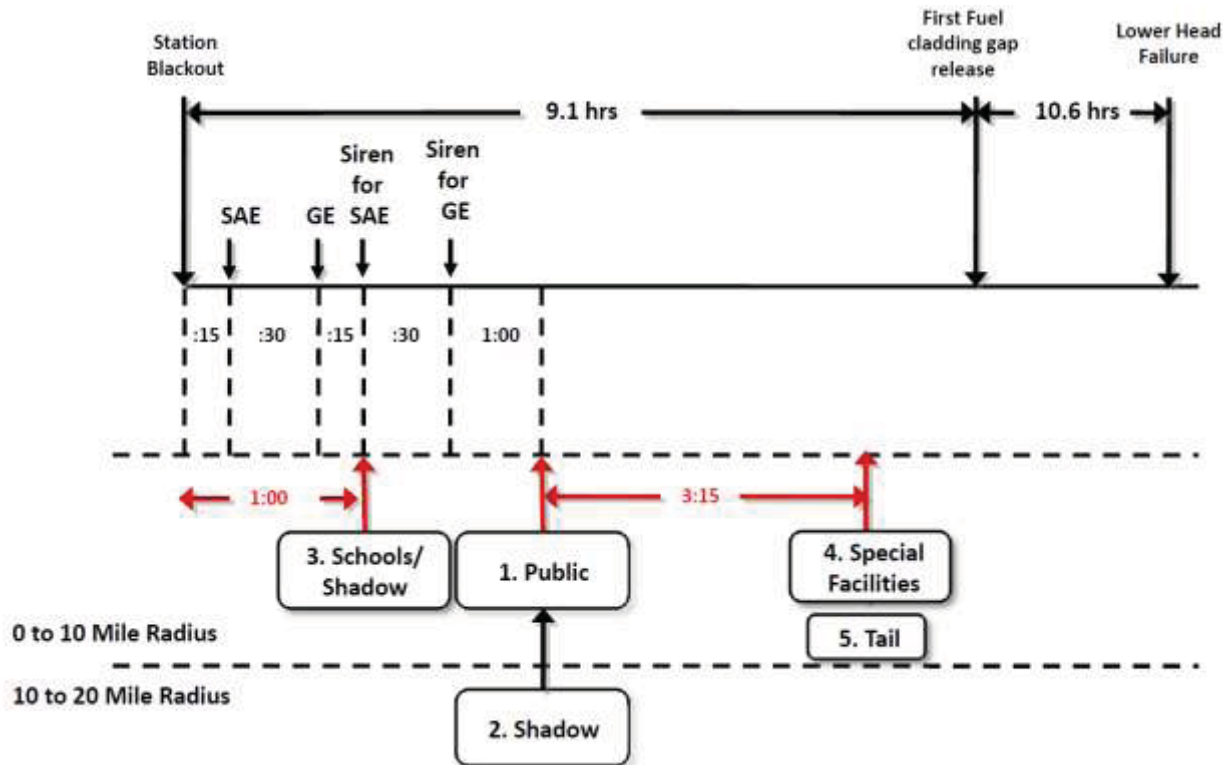 Station
Blackout
First Fuel
cladding gap
release
Lower Head
Failure
9.1 hrs
10.6 hrs
SAE
GE
Siren
for
SAE
Siren
for
GE
:15
:30
:15
:30
1:00
1:00
3:15
3. Schools/
Shadow
1. Public
4. Special
Facilities
5. Tail
0 to 10 Mile Radius
10 to 20 Mile Radius
2. Shadow